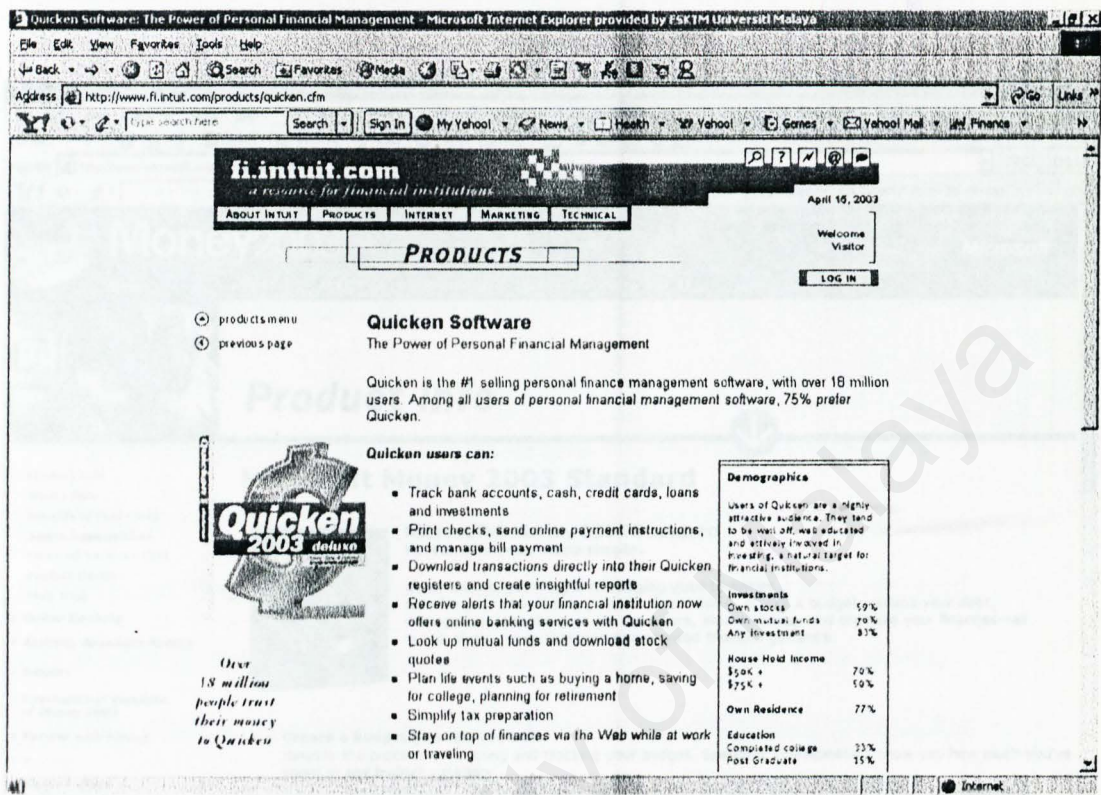 Quicken Software: The Power of Personal Financial Management - Microsoft Internet Explorer provided by FSKTM Universiti Malaya
File Edit View Favorites Tools Help
Back Search Favorites Media
Address http://www.fi.intuit.com/products/quicken.cfm Go Links
Y! type search here Search Sign In My Yahoo! News Health Yahoo! Games Yahoo! Mail Finance
fi.intuit.com
a resource for financial institutions
ABOUT INTUIT PRODUCTS INTERNET MARKETING TECHNICAL
April 16, 2003
Welcome
Visitor
LOG IN
PRODUCTS
products menu
previous page
Quicken Software
The Power of Personal Financial Management
Quicken is the #1 selling personal finance management software, with over 18 million
users. Among all users of personal financial management software, 75% prefer
Quicken.
Quicken users can:
Track bank accounts, cash, credit cards, loans
and investments
Print checks, send online payment instructions,
and manage bill payment
Download transactions directly into their Quicken
registers and create insightful reports
Receive alerts that your financial institution now
offers online banking services with Quicken
Look up mutual funds and download stock
quotes
Plan life events such as buying a home, saving
for college, planning for retirement
Simplify tax preparation
Stay on top of finances via the Web while at work
or traveling
Quicken
2003 deluxe
Over
18 million
people trust
their money
to Quicken
Demographics
Users of Quicken are a highly
attractive audience. They tend
to be well off, well educated
and actively involved in
investing, a natural target for
financial institutions.
Investments
Own stocks 59%
Own mutual funds 70%
Any investment 83%
House Hold Income
$50K + 70%
$75K + 50%
Own Residence 77%
Education
Completed college 33%
Post Graduate 35%
Internet
University of Malaya